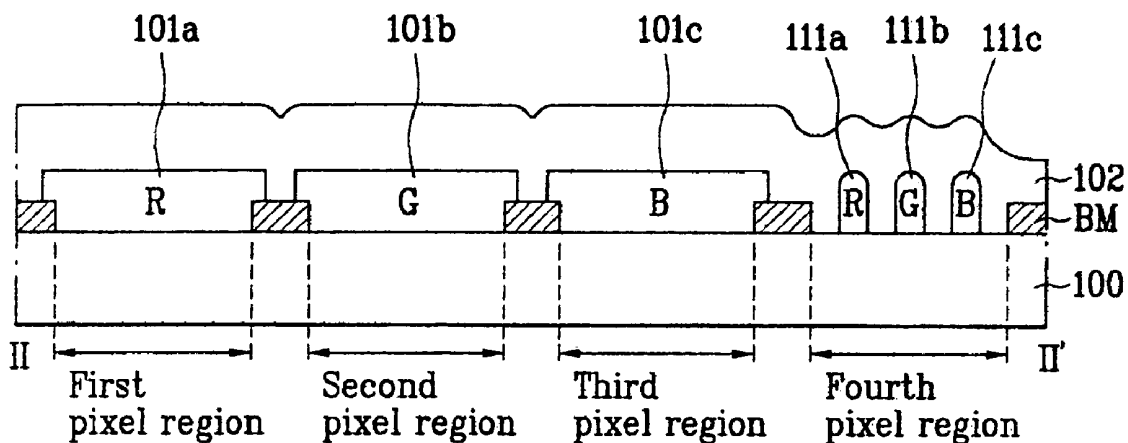 101a 101b 101c 111a 111b 111c
R G B R G B
102
BM
100
II II'
First pixel region
Second pixel region
Third pixel region
Fourth pixel region